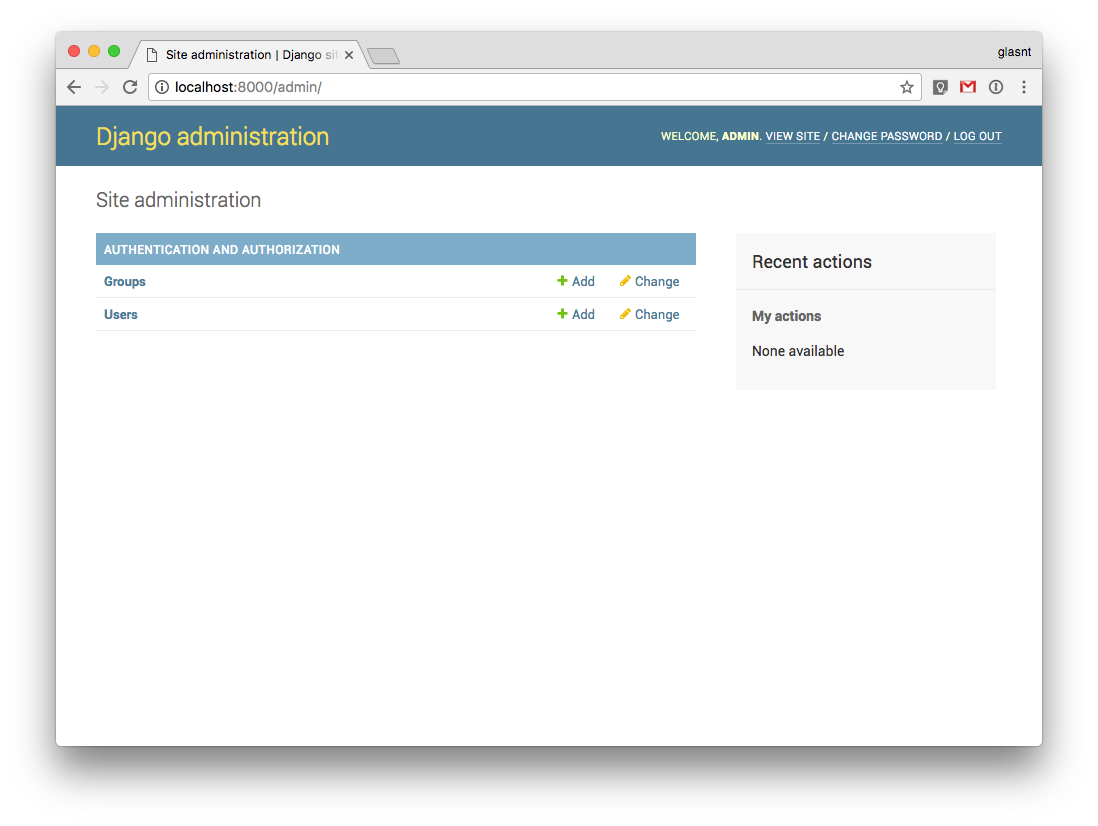 Site administration | Django sit
glasnt
localhost:8000/admin/
Django administration
WELCOME, ADMIN. VIEW SITE / CHANGE PASSWORD / LOG OUT
Site administration
AUTHENTICATION AND AUTHORIZATION
Groups Add Change
Users Add Change
Recent actions
My actions
None available